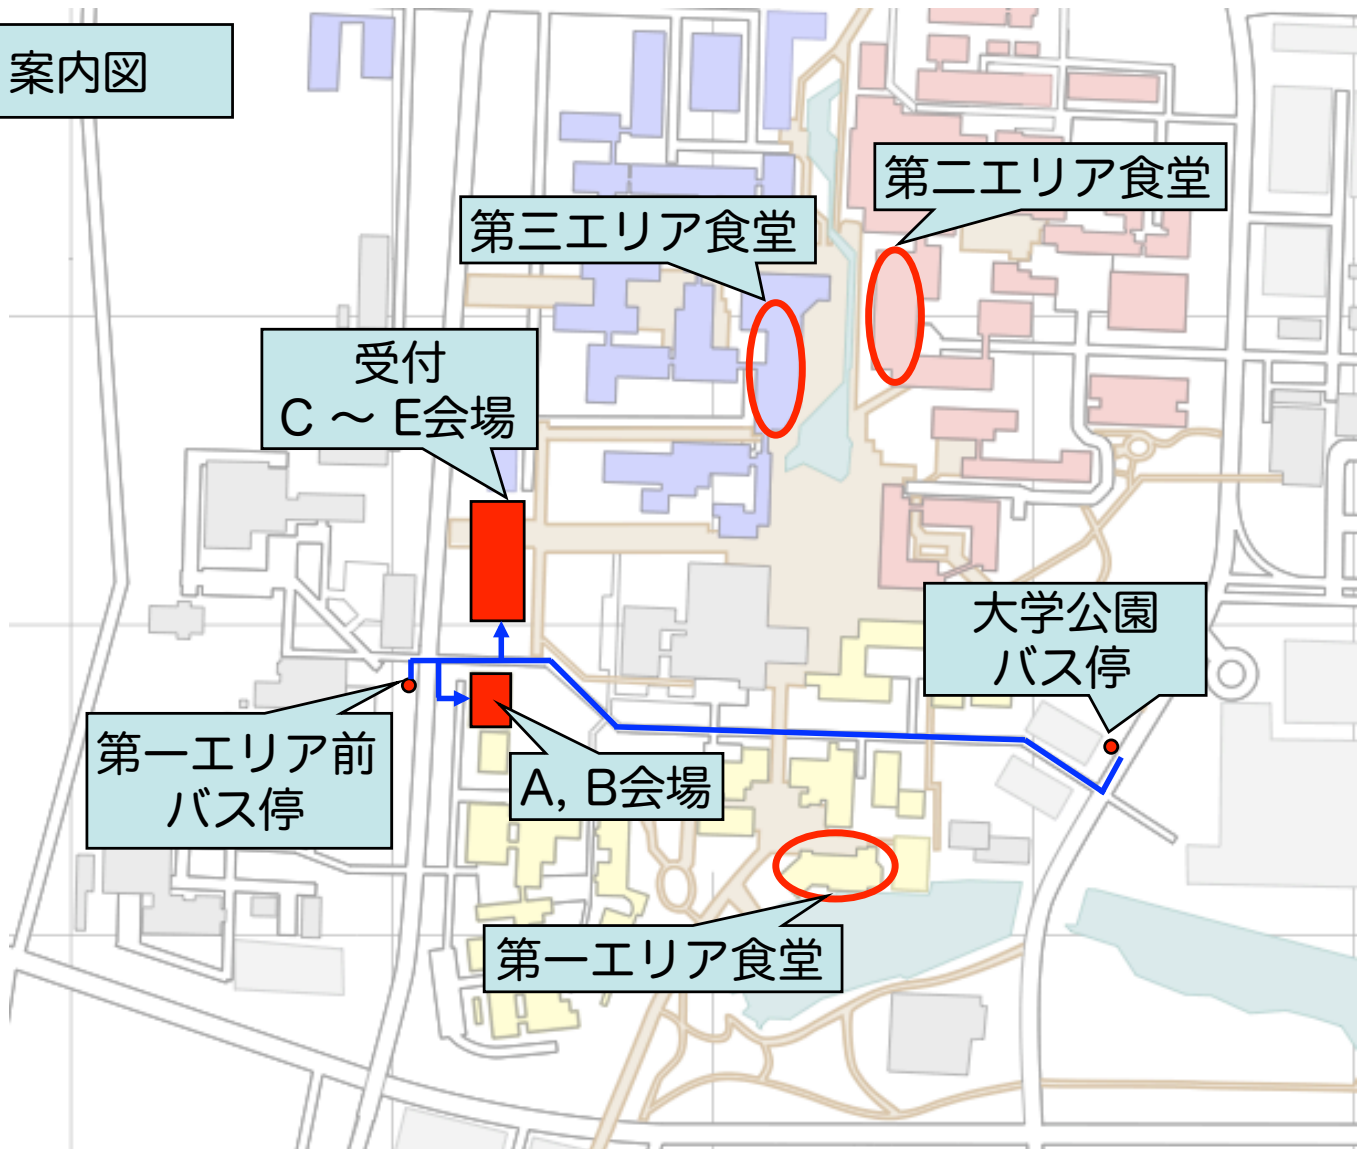 案内図
第二エリア食堂
第三エリア食堂
受付
C ～ E会場
大学公園
バス停
第一エリア前
バス停
A, B会場
第一エリア食堂